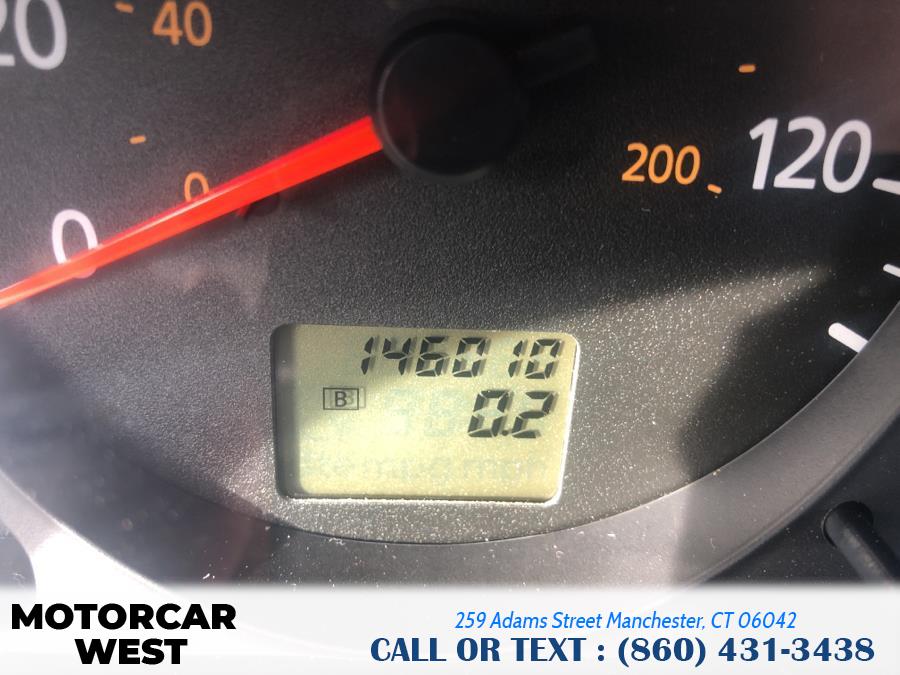 20
40
0
0
200
120
146010
B
0.2
MOTORCAR
WEST
259 Adams Street Manchester, CT 06042
CALL OR TEXT : (860) 431-3438